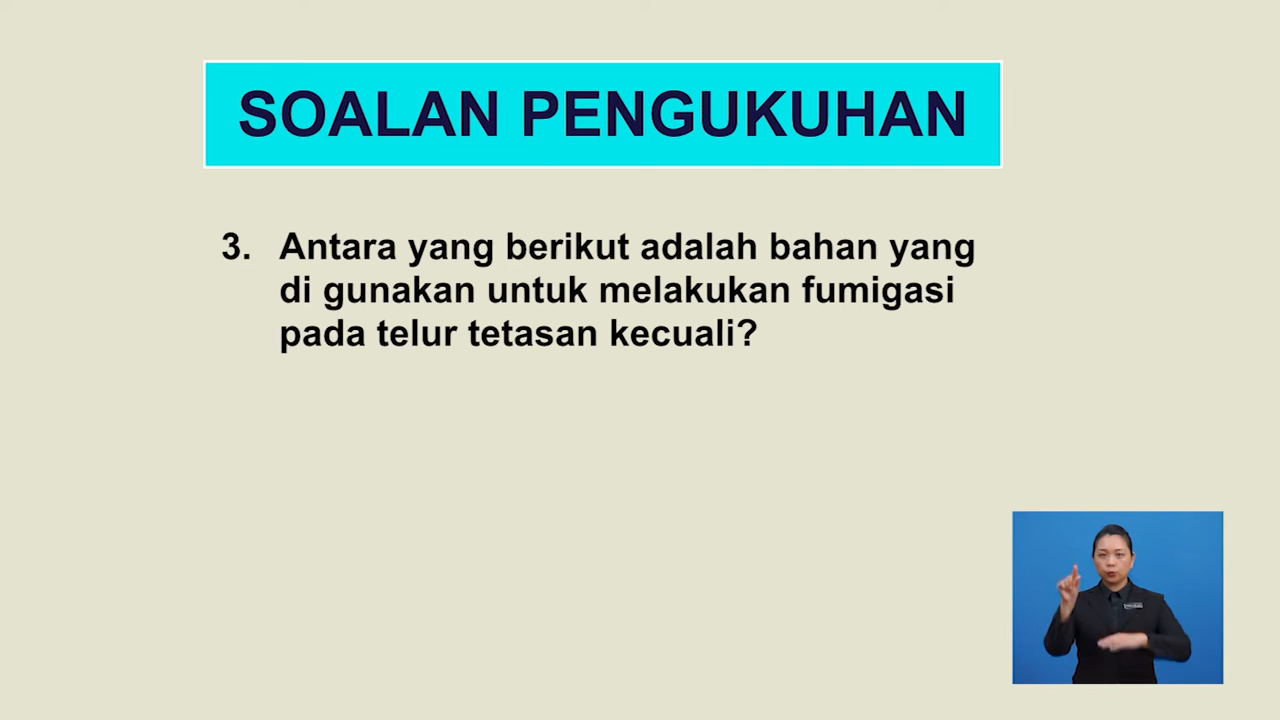 SOALAN PENGUKUHAN
3. Antara yang berikut adalah bahan yang
di gunakan untuk melakukan fumigasi
pada telur tetasan kecuali?